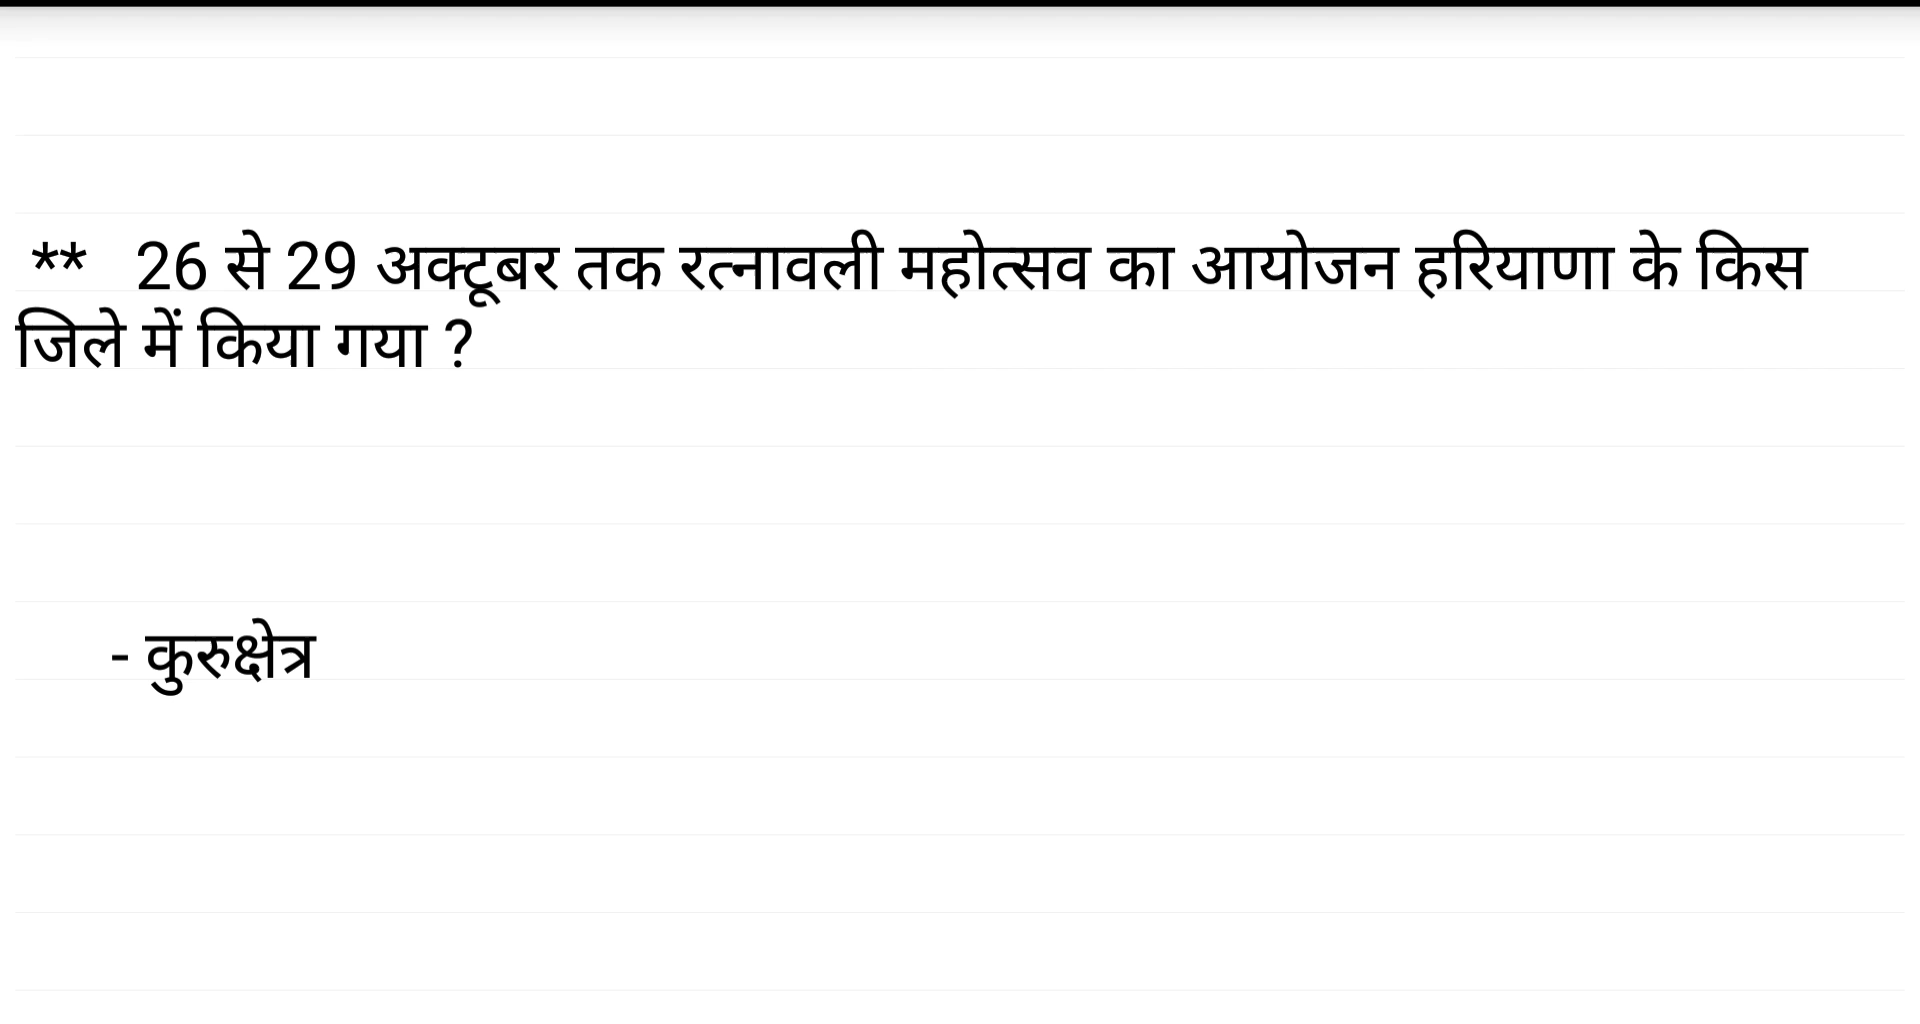 ** 26 से 29 अक्टूबर तक रत्नावली महोत्सव का आयोजन हरियाणा के किस
जिले में किया गया ?
- कुरुक्षेत्र